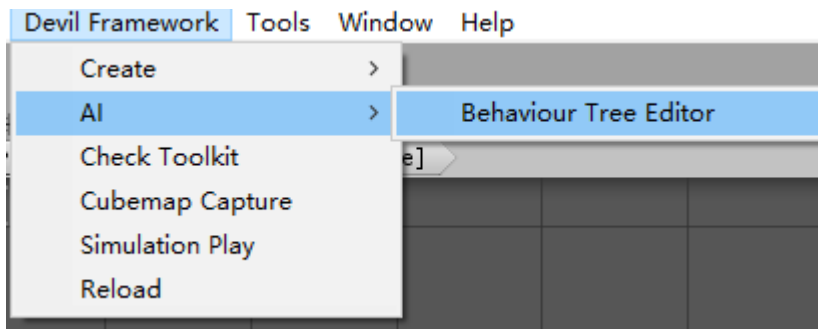 Devil Framework Tools Window Help
Create >
AI > Behaviour Tree Editor
Check Toolkit
e]
Cubemap Capture
Simulation Play
Reload